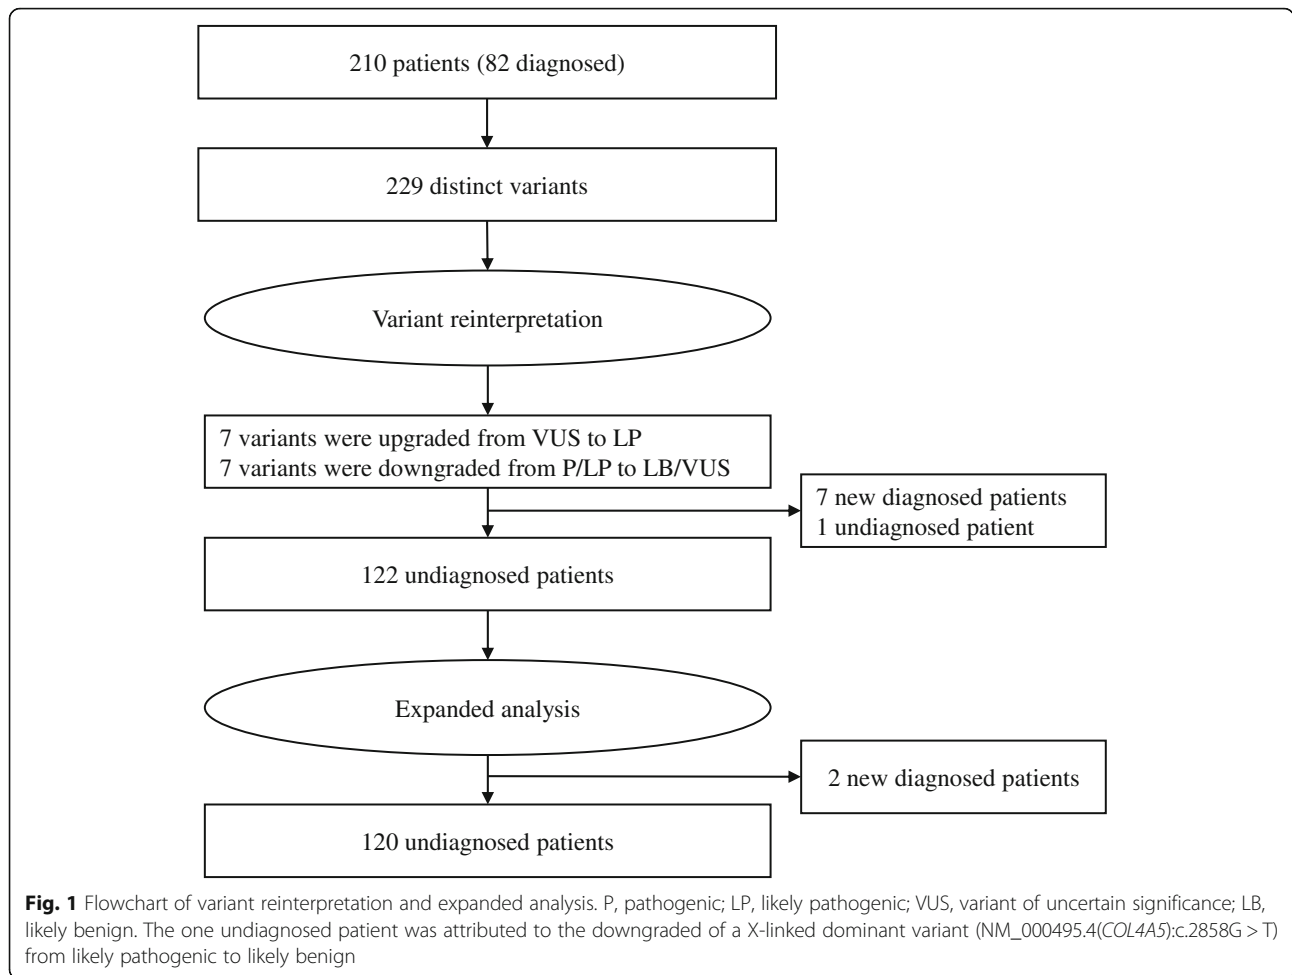 210 patients (82 diagnosed)
229 distinct variants
Variant reinterpretation
7 variants were upgraded from VUS to LP
7 variants were downgraded from P/LP to LB/VUS
7 new diagnosed patients
1 undiagnosed patient
122 undiagnosed patients
Expanded analysis
2 new diagnosed patients
120 undiagnosed patients
Fig. 1 Flowchart of variant reinterpretation and expanded analysis. P, pathogenic; LP, likely pathogenic; VUS, variant of uncertain significance; LB,
likely benign. The one undiagnosed patient was attributed to the downgraded of a X-linked dominant variant (NM_000495.4(COL4A5):c.2858G > T)
from likely pathogenic to likely benign